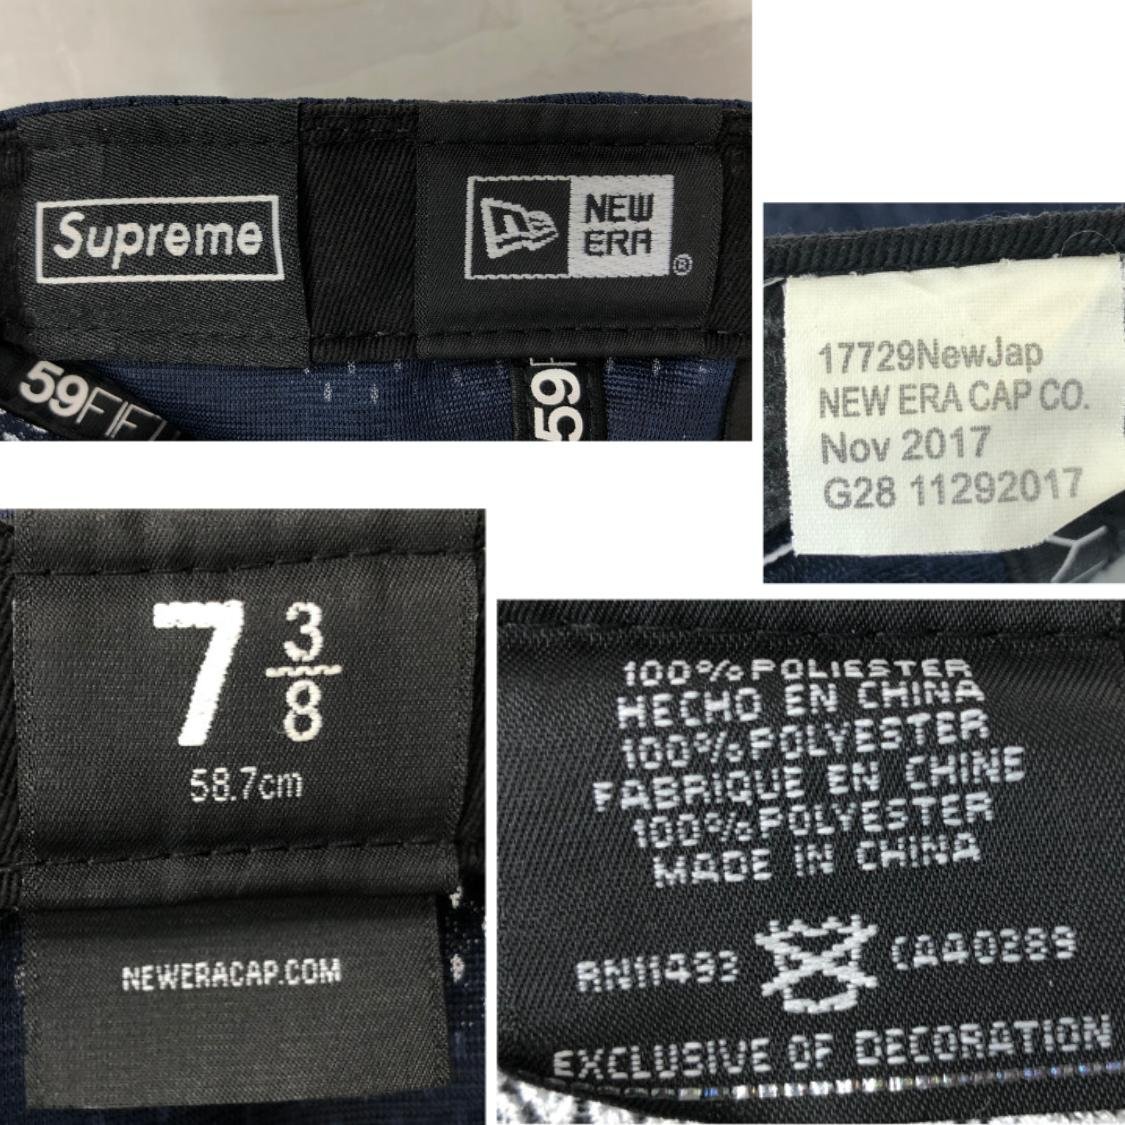 Supreme
NEW
ERA
®
59FIFT
59F
17729NewJap
NEW ERA CAP CO.
Nov 2017
G28 11292017
7 3/8
58.7cm
NEWERACAP.COM
100% POLIESTER
HECHO EN CHINA
100% POLYESTER
FABRIQUE EN CHINE
100% POLYESTER
MADE IN CHINA
RN11493 CA40289
EXCLUSIVE OF DECORATION